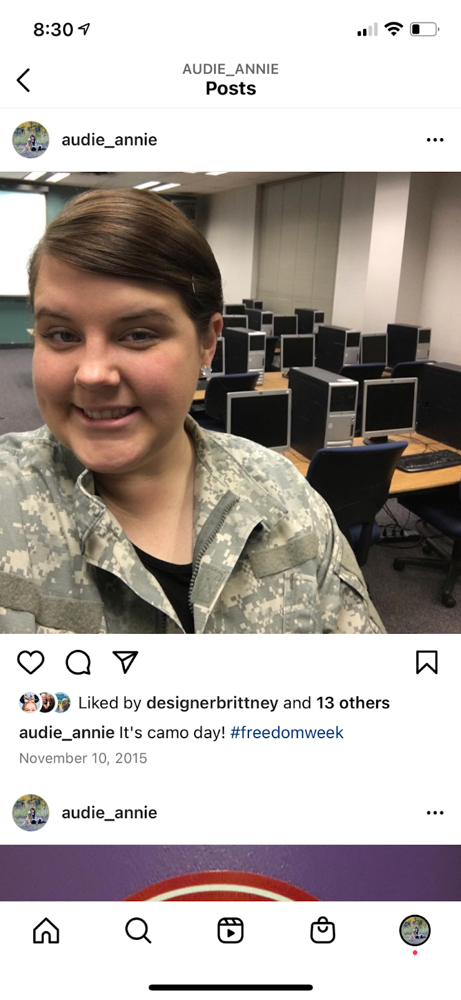 8:30
AUDIE_ANNIE
Posts
audie_annie
Liked by designerbrittney and 13 others
audie_annie It's camo day! #freedomweek
November 10, 2015
audie_annie